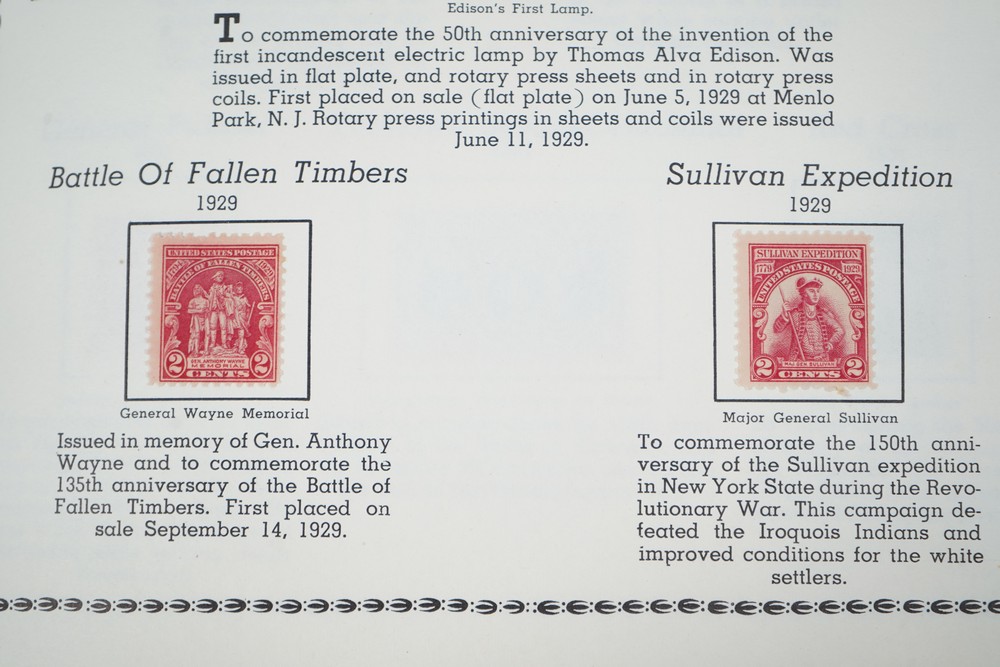 Edison's First Lamp.
To commemorate the 50th anniversary of the invention of the
first incandescent electric lamp by Thomas Alva Edison. Was
issued in flat plate, and rotary press sheets and in rotary press
coils. First placed on sale (flat plate) on June 5, 1929 at Menlo
Park, N. J. Rotary press printings in sheets and coils were issued
June 11, 1929.
Battle Of Fallen Timbers
1929
UNITED STATES POSTAGE
BATTLE OF FALLEN TIMBERS
2 GEN. ANTHONY WAYNE 2
MEMORIAL
CENTS
General Wayne Memorial
Issued in memory of Gen. Anthony
Wayne and to commemorate the
135th anniversary of the Battle of
Fallen Timbers. First placed on
sale September 14, 1929.
Sullivan Expedition
1929
SULLIVAN EXPEDITION
1779 1929
UNITED STATES POSTAGE
2 MAJ. GEN. SULLIVAN 2
CENTS
Major General Sullivan
To commemorate the 150th anni-
versary of the Sullivan expedition
in New York State during the Revo-
lutionary War. This campaign de-
feated the Iroquois Indians and
improved conditions for the white
settlers.